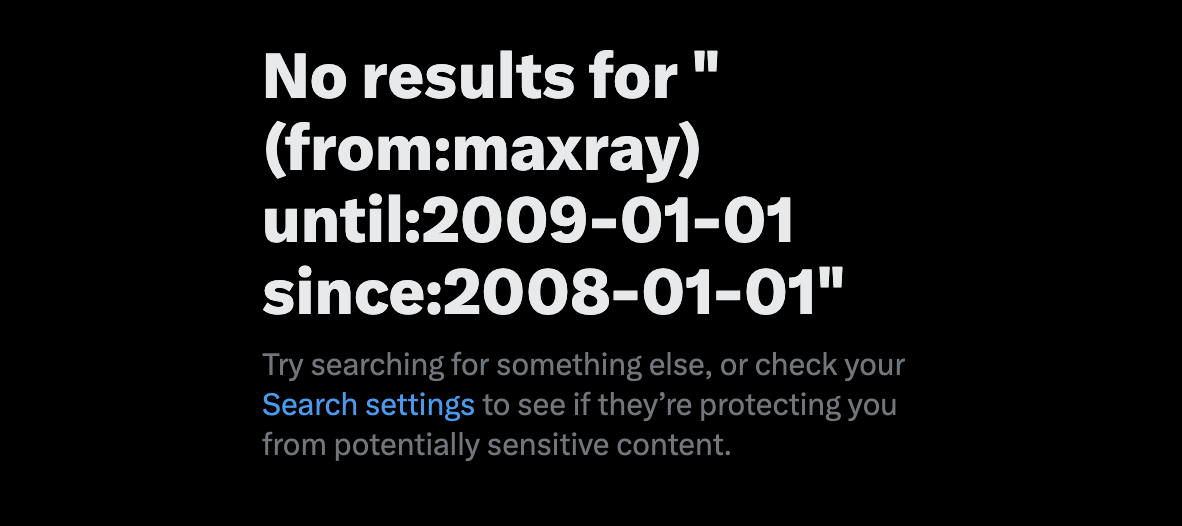 No results for "
(from:maxray)
until:2009-01-01
since:2008-01-01"
Try searching for something else, or check your
Search settings to see if they’re protecting you
from potentially sensitive content.